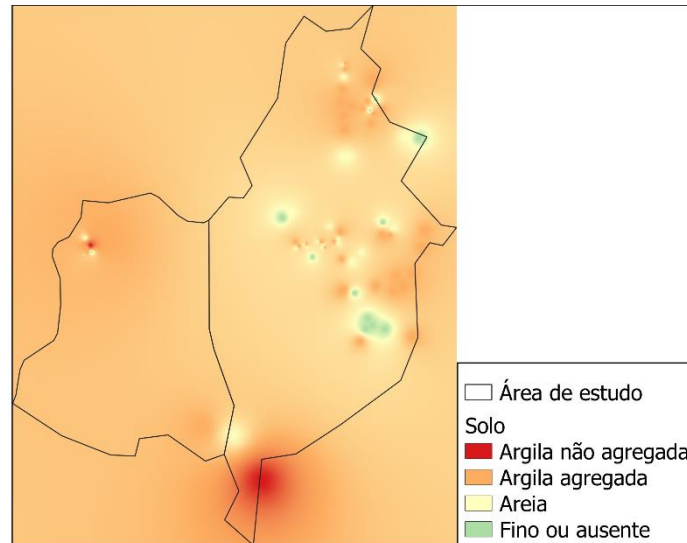 Área de estudo
Solo
Argila não agregada
Argila agregada
Areia
Fino ou ausente